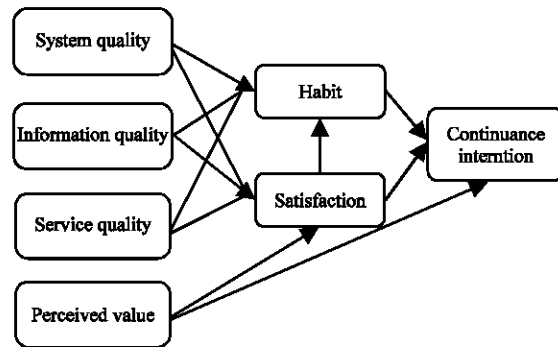 System quality
Information quality
Service quality
Perceived value
Habit
Satisfaction
Continuance
interntion